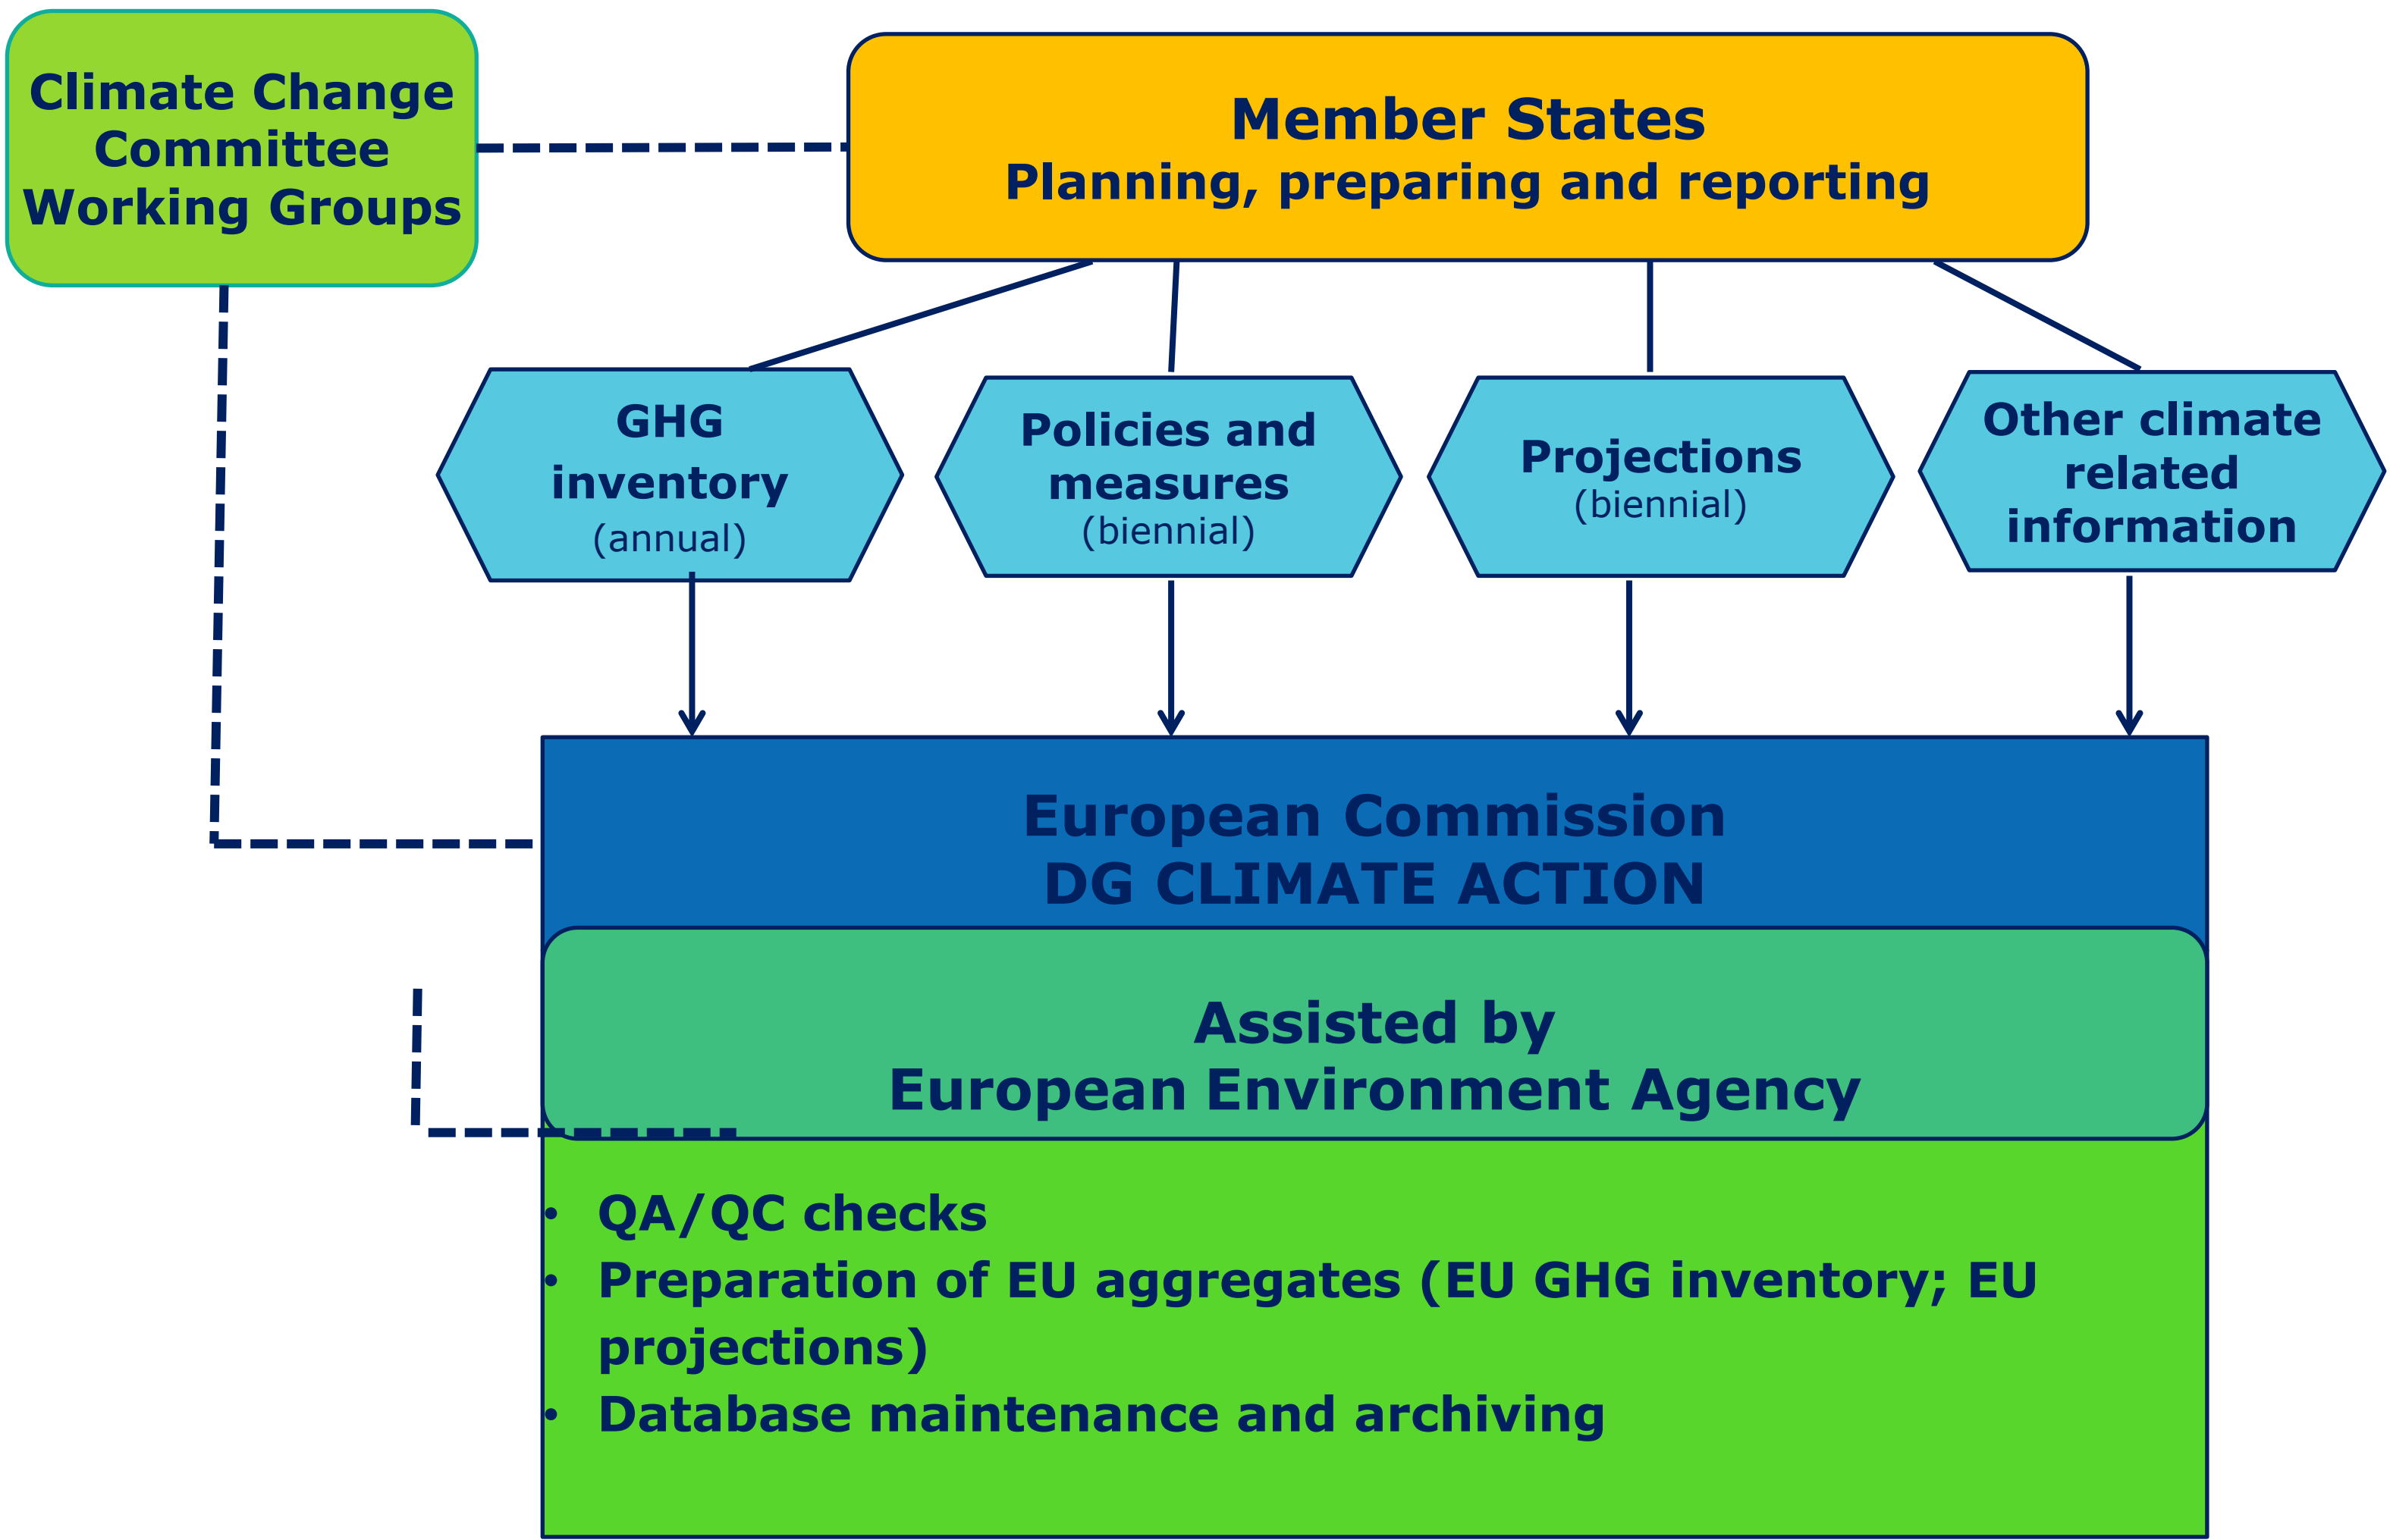 Climate Change
Committee
Working Groups
Member States
Planning, preparing and reporting
GHG
inventory
(annual)
Policies and
measures
(biennial)
Projections
(biennial)
Other climate
related
information
European Commission
DG CLIMATE ACTION
Assisted by
European Environment Agency
• QA/QC checks
• Preparation of EU aggregates (EU GHG inventory; EU
projections)
• Database maintenance and archiving